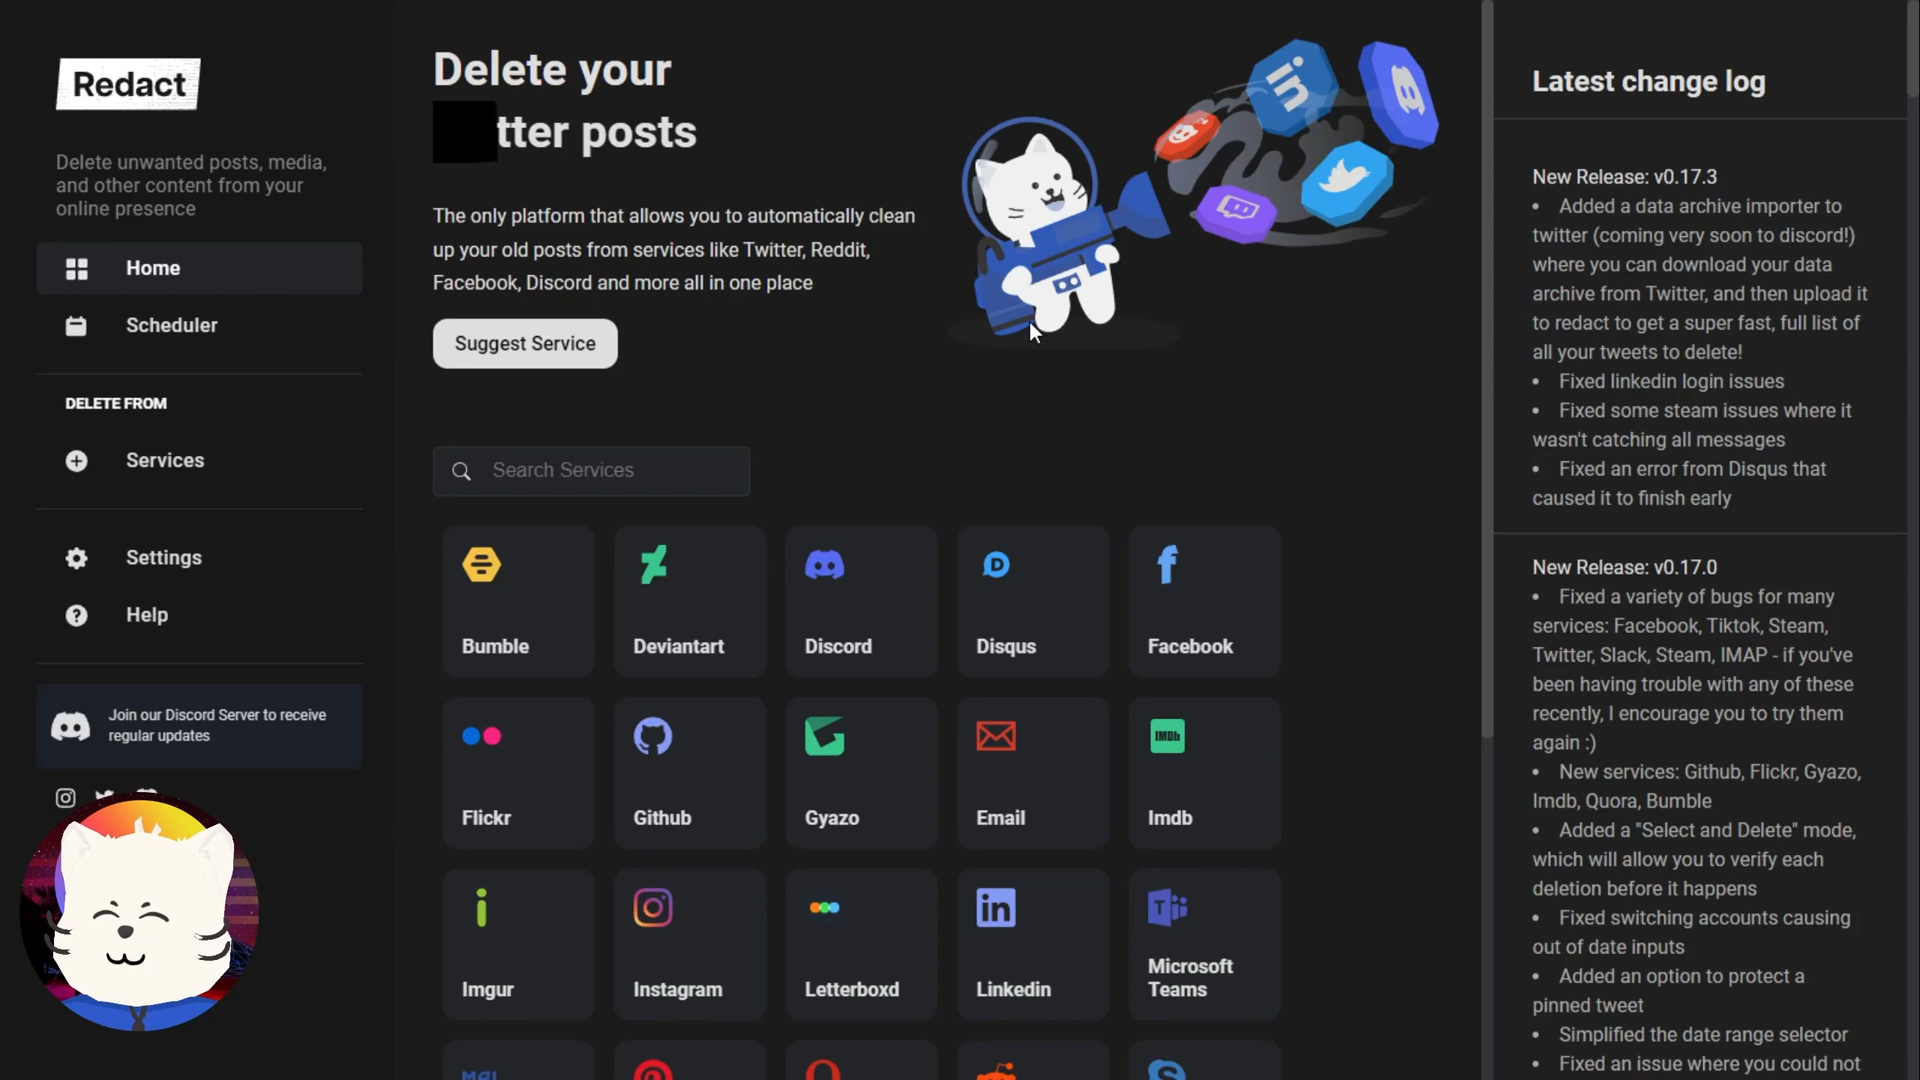 Redact
Delete unwanted posts, media,
and other content from your
online presence
Home
Scheduler
DELETE FROM
Services
Settings
Help
Join our Discord Server to receive
regular updates
Delete your
tter posts
The only platform that allows you to automatically clean
up your old posts from services like Twitter, Reddit,
Facebook, Discord and more all in one place
Suggest Service
in
Search Services
Bumble
Deviantart
D
Discord
Disqus
f
Facebook
Flickr
Github
Gyazo
Email
IMDb
Imdb
i
Imgur
Instagram
Letterboxd
in
Linkedin
T
Microsoft
Teams
Latest change log
New Release: v0.17.3
• Added a data archive importer to
twitter (coming very soon to discord!)
where you can download your data
archive from Twitter, and then upload it
to redact to get a super fast, full list of
all your tweets to delete!
• Fixed linkedin login issues
• Fixed some steam issues where it
wasn't catching all messages
• Fixed an error from Disqus that
caused it to finish early
New Release: v0.17.0
• Fixed a variety of bugs for many
services: Facebook, Tiktok, Steam,
Twitter, Slack, Steam, IMAP - if you've
been having trouble with any of these
recently, I encourage you to try them
again :)
• New services: Github, Flickr, Gyazo,
Imdb, Quora, Bumble
• Added a "Select and Delete" mode,
which will allow you to verify each
deletion before it happens
• Fixed switching accounts causing
out of date inputs
• Added an option to protect a
pinned tweet
• Simplified the date range selector
• Fixed an issue where you could not